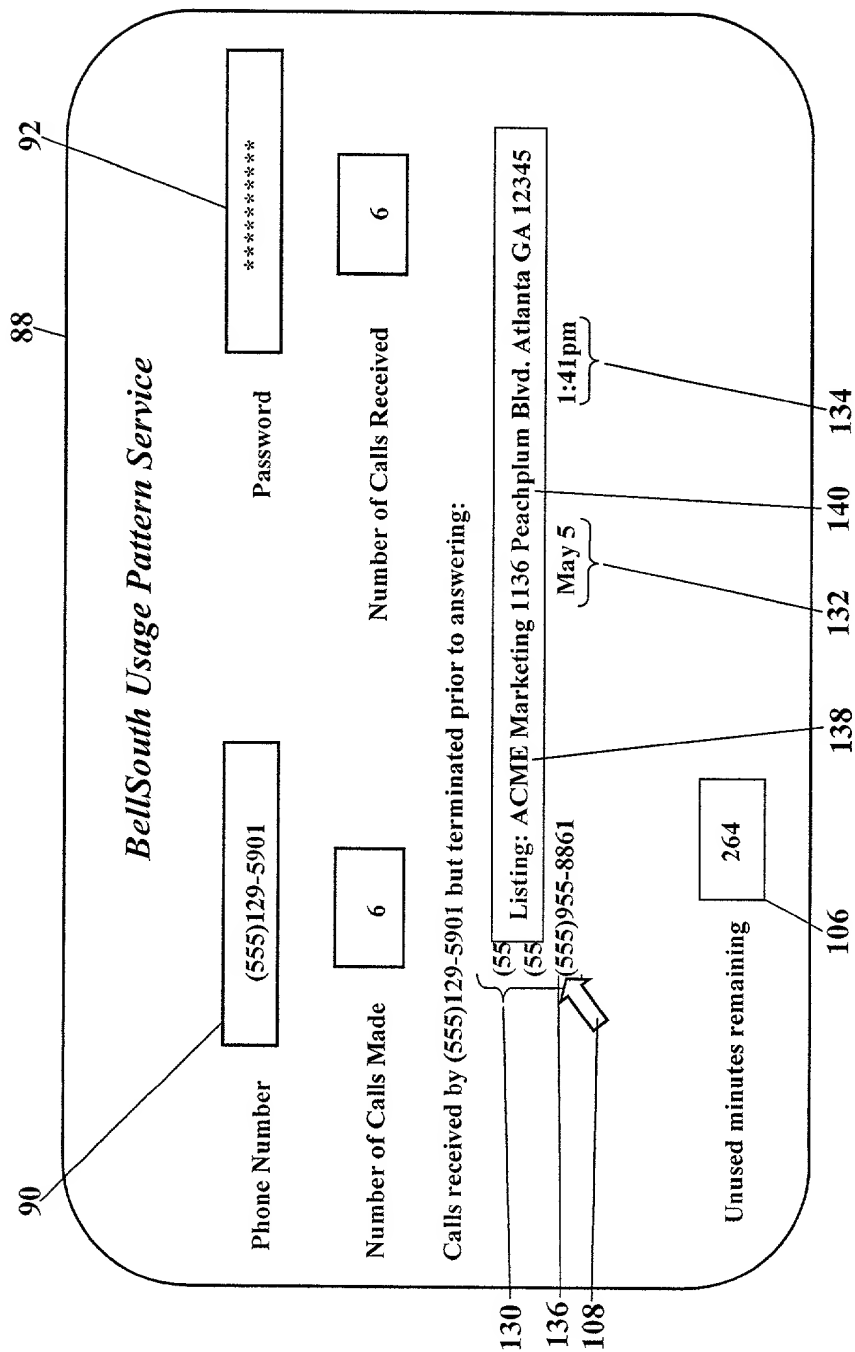 88
92
BellSouth Usage Pattern Service
90
Phone Number
(555)129-5901
Password
***********
Number of Calls Made
6
Number of Calls Received
6
Calls received by (555)129-5901 but terminated prior to answering:
(55
(55
Listing: ACME Marketing 1136 Peachplum Blvd. Atlanta GA 12345
(555)955-8861
May 5
1:41pm
130
136
108
Unused minutes remaining
264
106
138
132
140
134